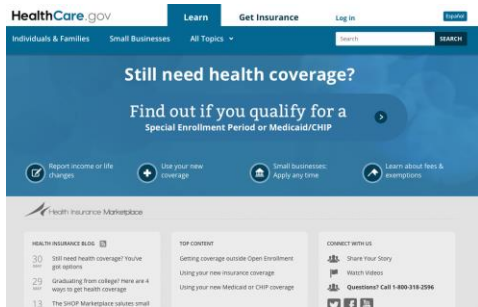 HealthCare.gov
Learn
Get Insurance
Log in
Español
Individuals & Families
Small Businesses
All Topics
Search
SEARCH
Still need health coverage?
Find out if you qualify for a
Special Enrollment Period or Medicaid/CHIP
Report income or life
changes
Use your new
coverage
Small businesses:
Apply any time
Learn about fees &
exemptions
Health Insurance Marketplace
HEALTH INSURANCE BLOG
30
Still need health coverage? You've
got options
29
Graduating from college? Here are 4
ways to get health coverage
13
The SHOP Marketplace salutes small
TOP CONTENT
Getting coverage outside Open Enrollment
Using your new insurance coverage
Using your new Medicaid or CHIP coverage
CONNECT WITH US
Share Your Story
Watch Videos
Questions? Call 1-800-318-2596